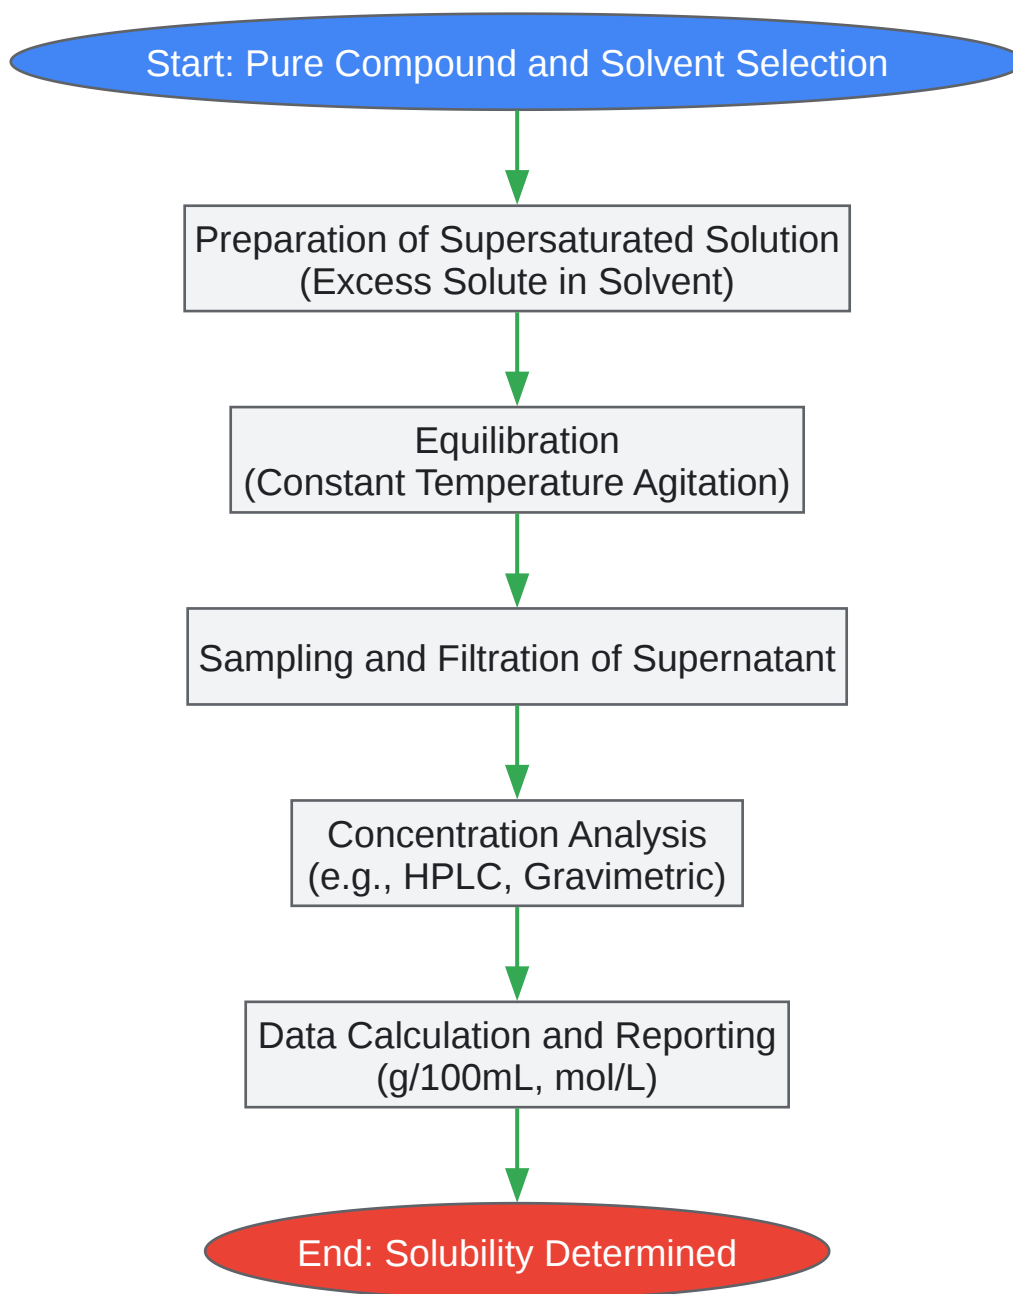 Start: Pure Compound and Solvent Selection
Preparation of Supersaturated Solution
(Excess Solute in Solvent)
Equilibration
(Constant Temperature Agitation)
Sampling and Filtration of Supernatant
Concentration Analysis
(e.g., HPLC, Gravimetric)
Data Calculation and Reporting
(g/100mL, mol/L)
End: Solubility Determined